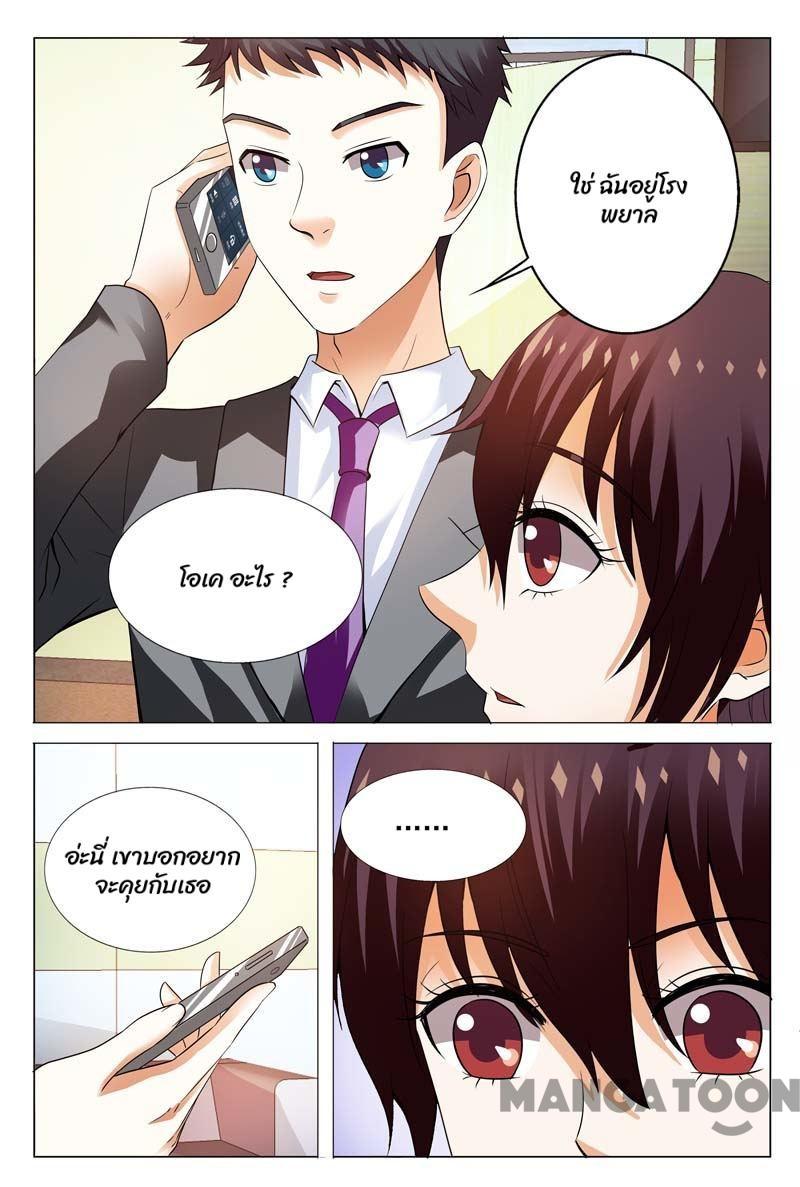 ใช่ ฉันอยู่โรง
พยาล
โอเค อะไร ?
อ่ะนี่ เขาบอกอยาก
จะคุยกับเธอ
......
MANGATOON